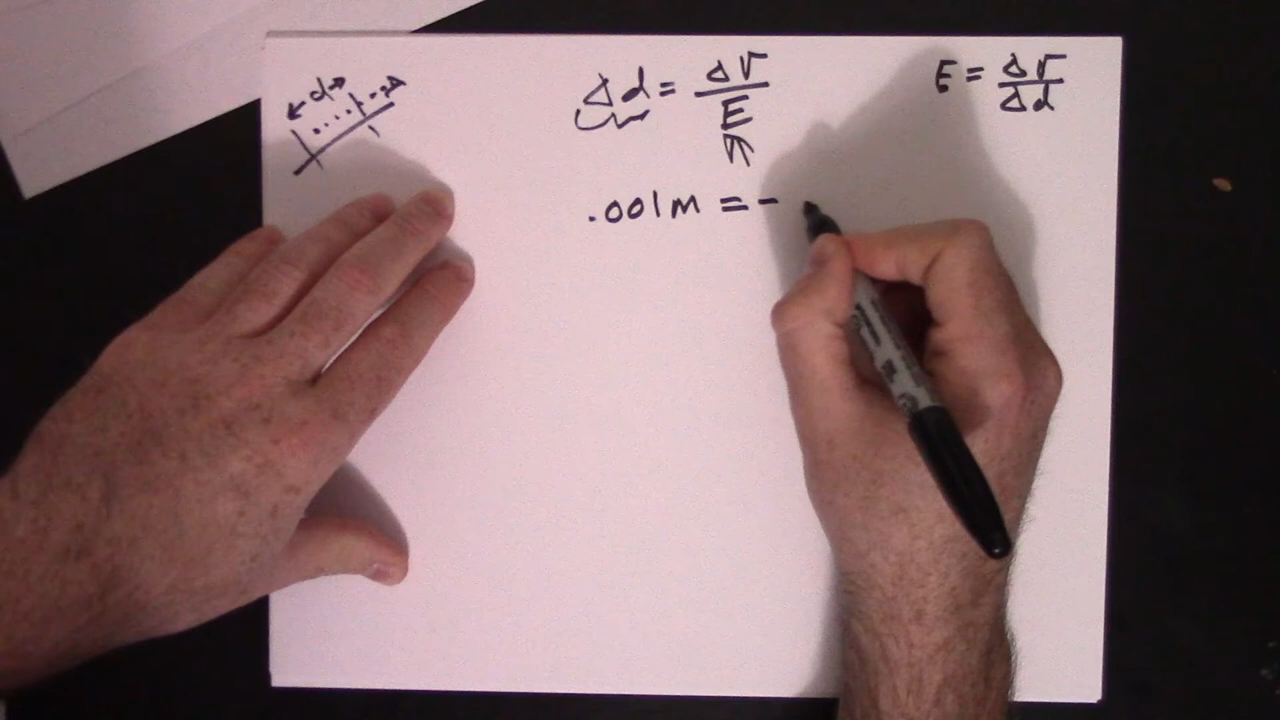 d
Δd = ΔV / E
E = ΔV / Δd
.001m = -